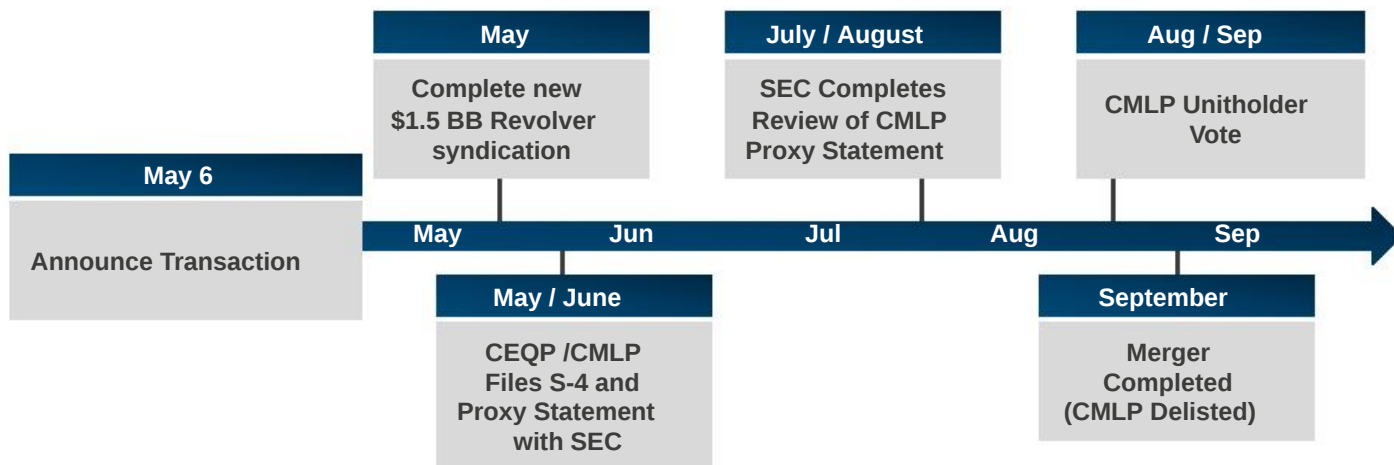 May
Complete new
$1.5 BB Revolver
syndication
July / August
SEC Completes
Review of CMLP
Proxy Statement
Aug / Sep
CMLP Unitholder
Vote
May 6
Announce Transaction
May Jun Jul Aug Sep
May / June
CEQP /CMLP
Files S-4 and
Proxy Statement
with SEC
September
Merger
Completed
(CMLP Delisted)